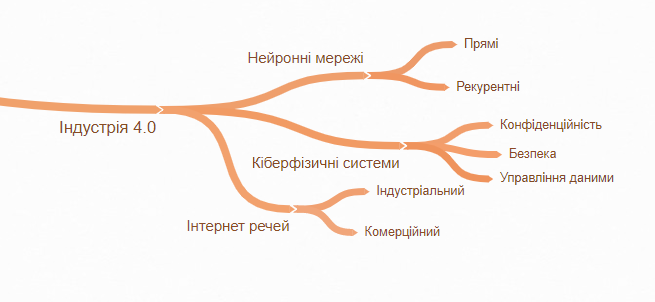 Індустрія 4.0
Нейронні мережі
Прямі
Рекурентні
Кіберфізичні системи
Конфіденційність
Безпека
Управління даними
Інтернет речей
Індустріальний
Комерційний